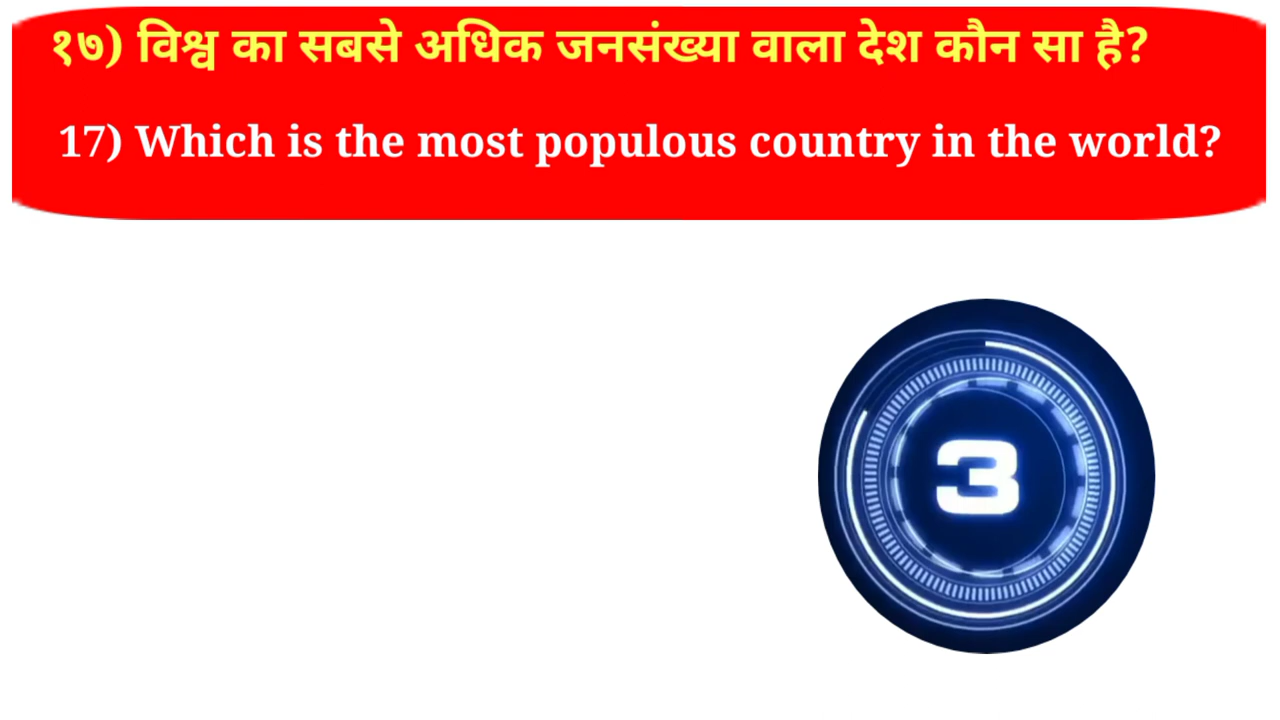 १७) विश्व का सबसे अधिक जनसंख्या वाला देश कौन सा है?
17) Which is the most populous country in the world?
3